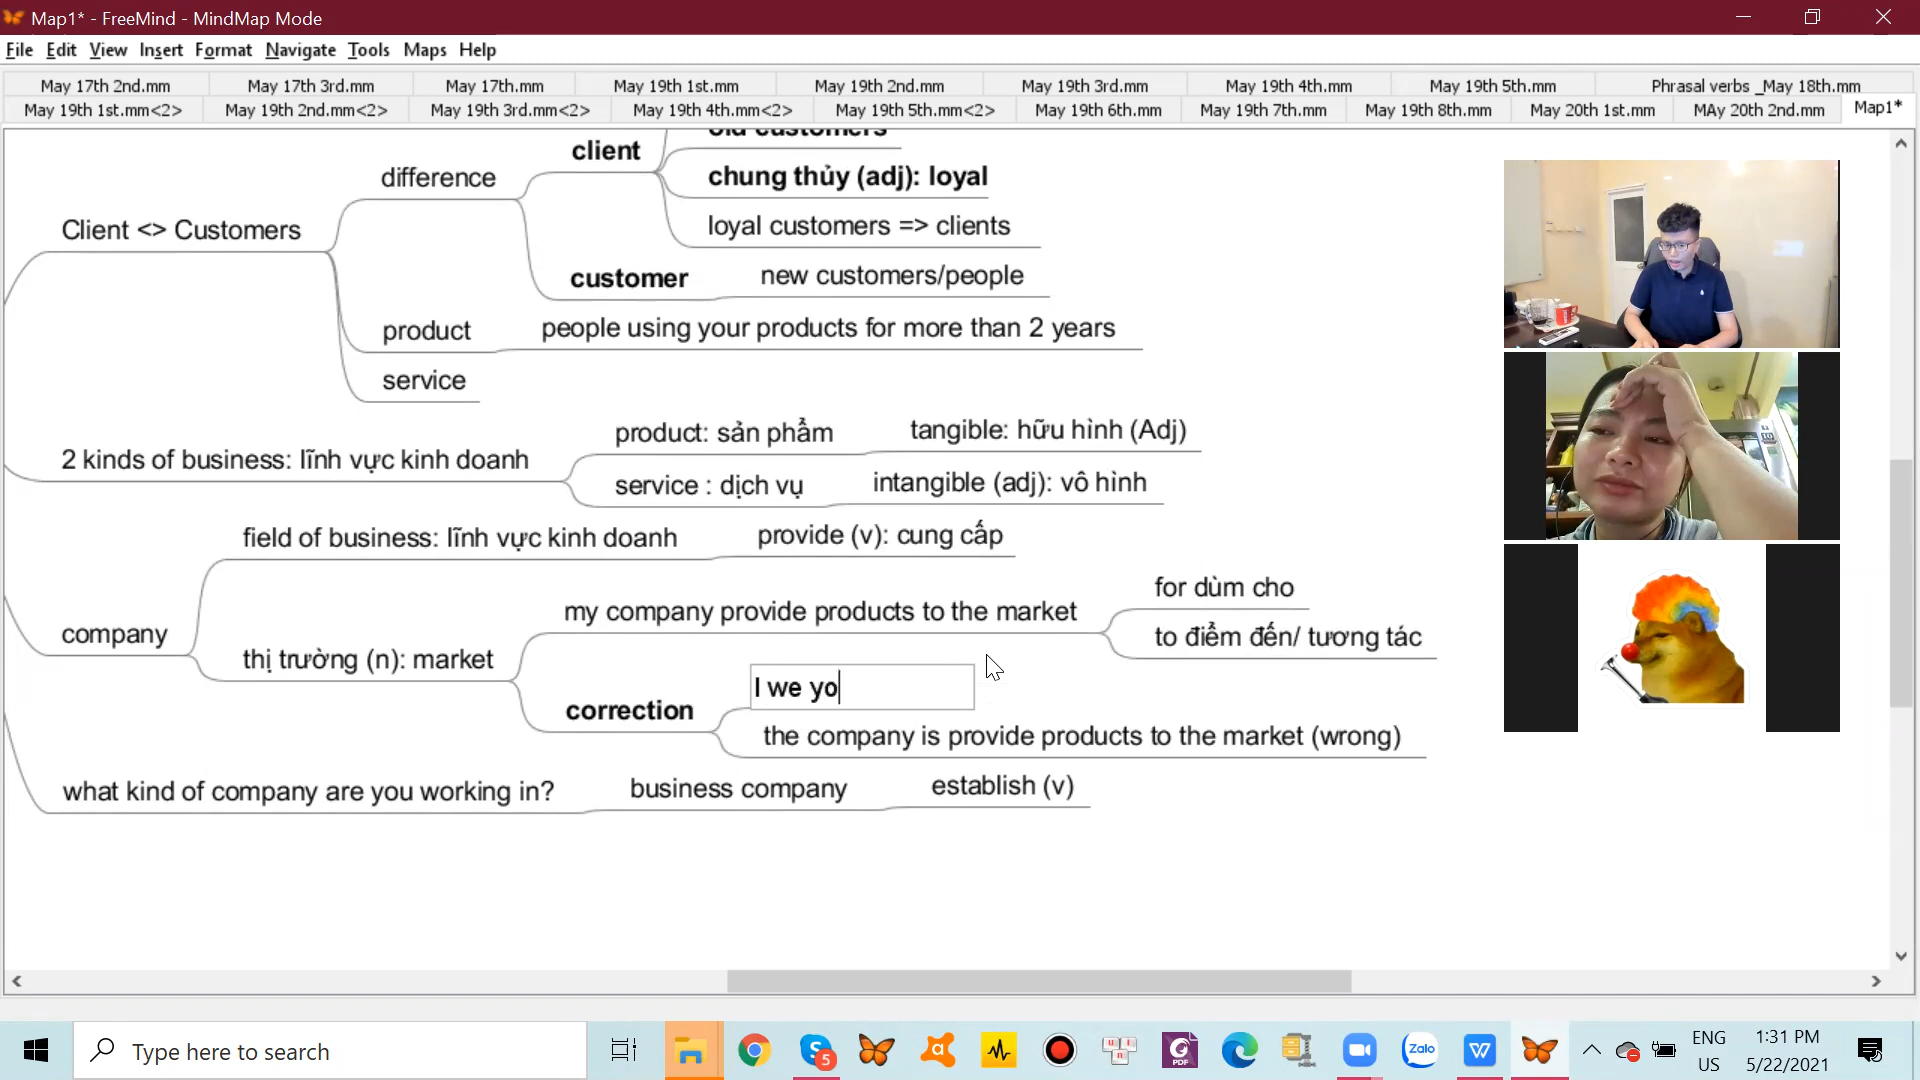 Map1* - FreeMind - MindMap Mode
File Edit View Insert Format Navigate Tools Maps Help
May 17th 2nd.mm May 17th 3rd.mm May 17th.mm May 19th 1st.mm May 19th 2nd.mm May 19th 3rd.mm May 19th 4th.mm May 19th 5th.mm Phrasal verbs _May 18th.mm
May 19th 1st.mm<2> May 19th 2nd.mm<2> May 19th 3rd.mm<2> May 19th 4th.mm<2> May 19th 5th.mm<2> May 19th 6th.mm May 19th 7th.mm May 19th 8th.mm May 20th 1st.mm MAy 20th 2nd.mm Map1*
old customers
client
difference
chung thủy (adj): loyal
Client <> Customers
loyal customers => clients
customer
new customers/people
product
people using your products for more than 2 years
service
product: sản phẩm
tangible: hữu hình (Adj)
2 kinds of business: lĩnh vực kinh doanh
service : dịch vụ
intangible (adj): vô hình
field of business: lĩnh vực kinh doanh
provide (v): cung cấp
for dùm cho
my company provide products to the market
company
to điểm đến/ tương tác
thị trường (n): market
I we yo
correction
the company is provide products to the market (wrong)
what kind of company are you working in?
business company
establish (v)
Type here to search
5
PDF
Zalo
ENG
US
1:31 PM
5/22/2021